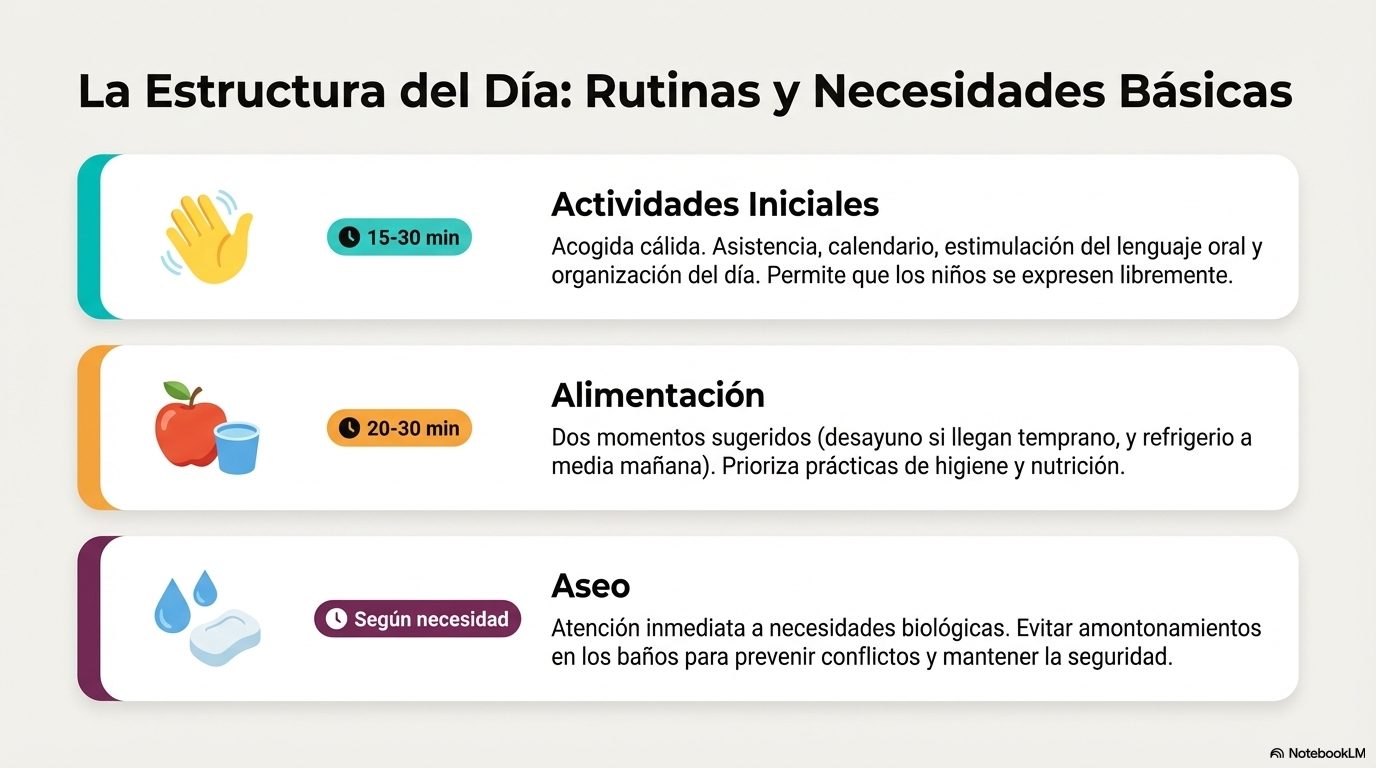 La Estructura del Día: Rutinas y Necesidades Básicas
15-30 min
Actividades Iniciales
Acogida cálida. Asistencia, calendario, estimulación del lenguaje oral y
organización del día. Permite que los niños se expresen libremente.
20-30 min
Alimentación
Dos momentos sugeridos (desayuno si llegan temprano, y refrigerio a
media mañana). Prioriza prácticas de higiene y nutrición.
Según necesidad
Aseo
Atención inmediata a necesidades biológicas. Evitar amontonamientos
en los baños para prevenir conflictos y mantener la seguridad.
NotebookLM